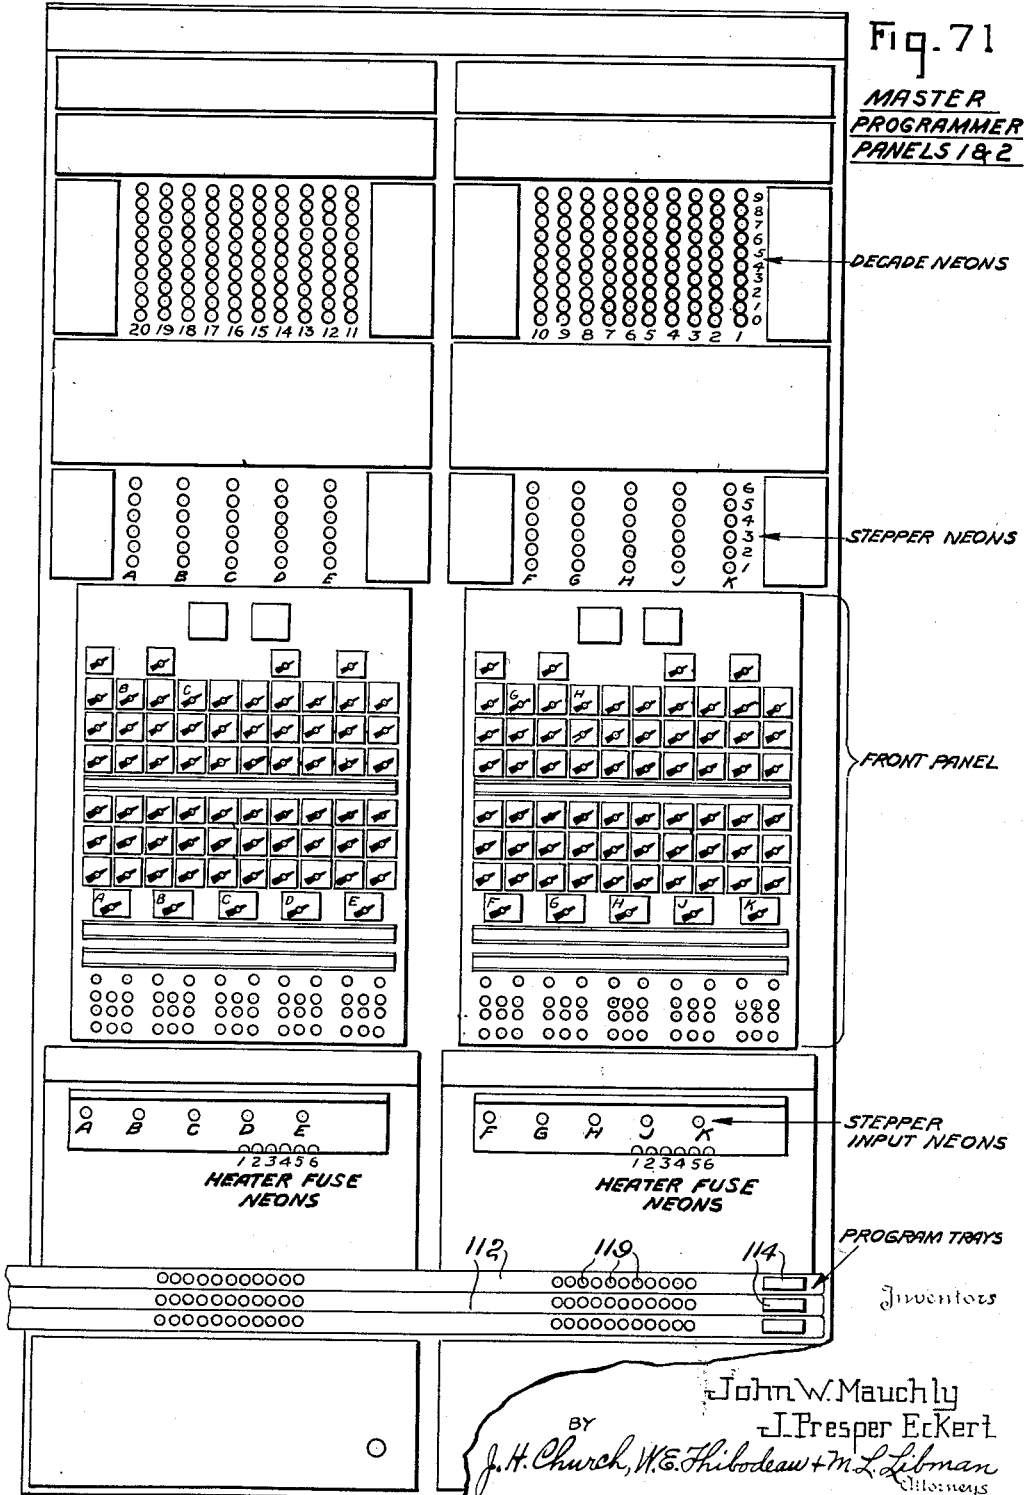 Fig. 71
MASTER
PROGRAMMER
PANELS 1 & 2
9
8
7
6
5
4
3
2
1
0
DECADE NEONS
20 19 18 17 16 15 14 13 12 11
10 9 8 7 6 5 4 3 2 1
6
5
4
3
2
1
STEPPER NEONS
A B C D E
F G H J K
B C
G H
FRONT PANEL
A B C D E
F G H J K
A B C D E
F G H J K
STEPPER
INPUT NEONS
1 2 3 4 5 6
1 2 3 4 5 6
HEATER FUSE
NEONS
HEATER FUSE
NEONS
PROGRAM TRAYS
112 119 114
Inventors
John W. Mauchly
J. Presper Eckert
BY
J. H. Church, W. E. Thibodeau + M. L. Libman
Attorneys